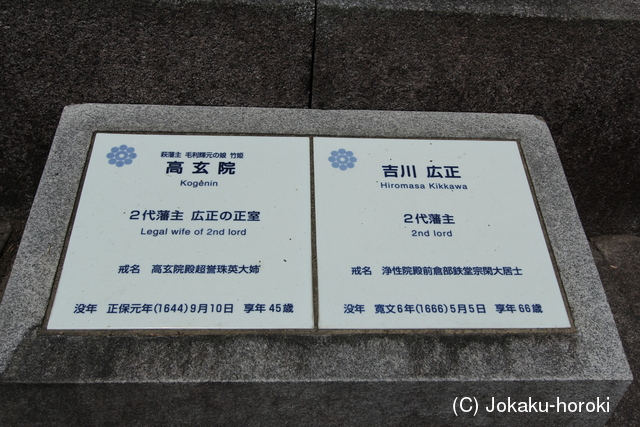 萩藩主 毛利輝元の娘 竹姫
高玄院
Kogènin
2代藩主 広正の正室
Legal wife of 2nd lord
戒名 高玄院殿超誉珠英大姉
没年 正保元年(1644)9月10日 享年45歳
吉川 広正
Hiromasa Kikkawa
2代藩主
2nd lord
戒名 浄性院殿前倉部鉄堂宗閑大居士
没年 寛文6年(1666)5月5日 享年66歳
(C) Jokaku-horoki